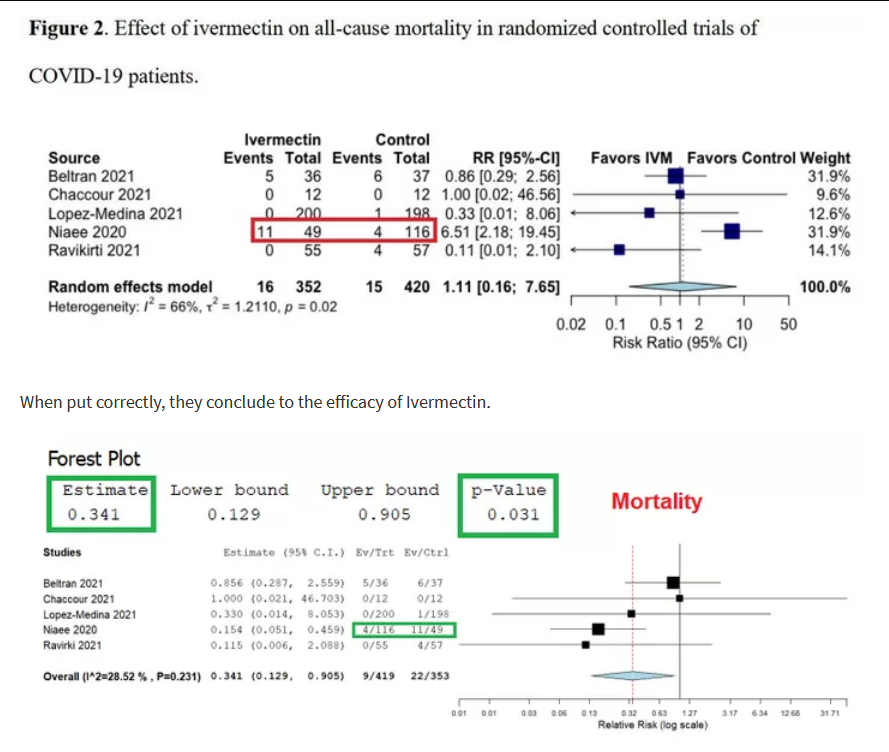 Figure 2. Effect of ivermectin on all-cause mortality in randomized controlled trials of
COVID-19 patients.
Ivermectin Control
Source Events Total Events Total RR [95%-CI] Favors IVM Favors Control Weight
Beltran 2021 5 36 6 37 0.86 [0.29; 2.56] 31.9%
Chaccour 2021 0 12 0 12 1.00 [0.02; 46.56] 9.6%
Lopez-Medina 2021 0 200 1 198 0.33 [0.01; 8.06] 12.6%
Niaee 2020 11 49 4 116 6.51 [2.18; 19.45] 31.9%
Ravikirti 2021 0 55 4 57 0.11 [0.01; 2.10] 14.1%
Random effects model 16 352 15 420 1.11 [0.16; 7.65] 100.0%
Heterogeneity: I² = 66%, τ² = 1.2110, p = 0.02
0.02 0.1 0.5 1 2 10 50
Risk Ratio (95% CI)
When put correctly, they conclude to the efficacy of Ivermectin.
Forest Plot
Estimate Lower bound Upper bound p-Value
0.341 0.129 0.905 0.031
Mortality
Studies Estimate (95% C.I.) Ev/Trt Ev/Ctrl
Beltran 2021 0.856 (0.287, 2.559) 5/36 6/37
Chaccour 2021 1.000 (0.021, 46.703) 0/12 0/12
Lopez-Medina 2021 0.330 (0.014, 8.053) 0/200 1/198
Niaee 2020 0.154 (0.051, 0.459) 4/116 11/49
Ravirki 2021 0.115 (0.006, 2.088) 0/55 4/57
Overall (I^2=28.52 % , P=0.231) 0.341 (0.129, 0.905) 9/419 22/353
0.01 0.01 0.03 0.06 0.13 0.32 0.63 1.27 3.17 6.34 12.68 31.71
Relative Risk (log scale)